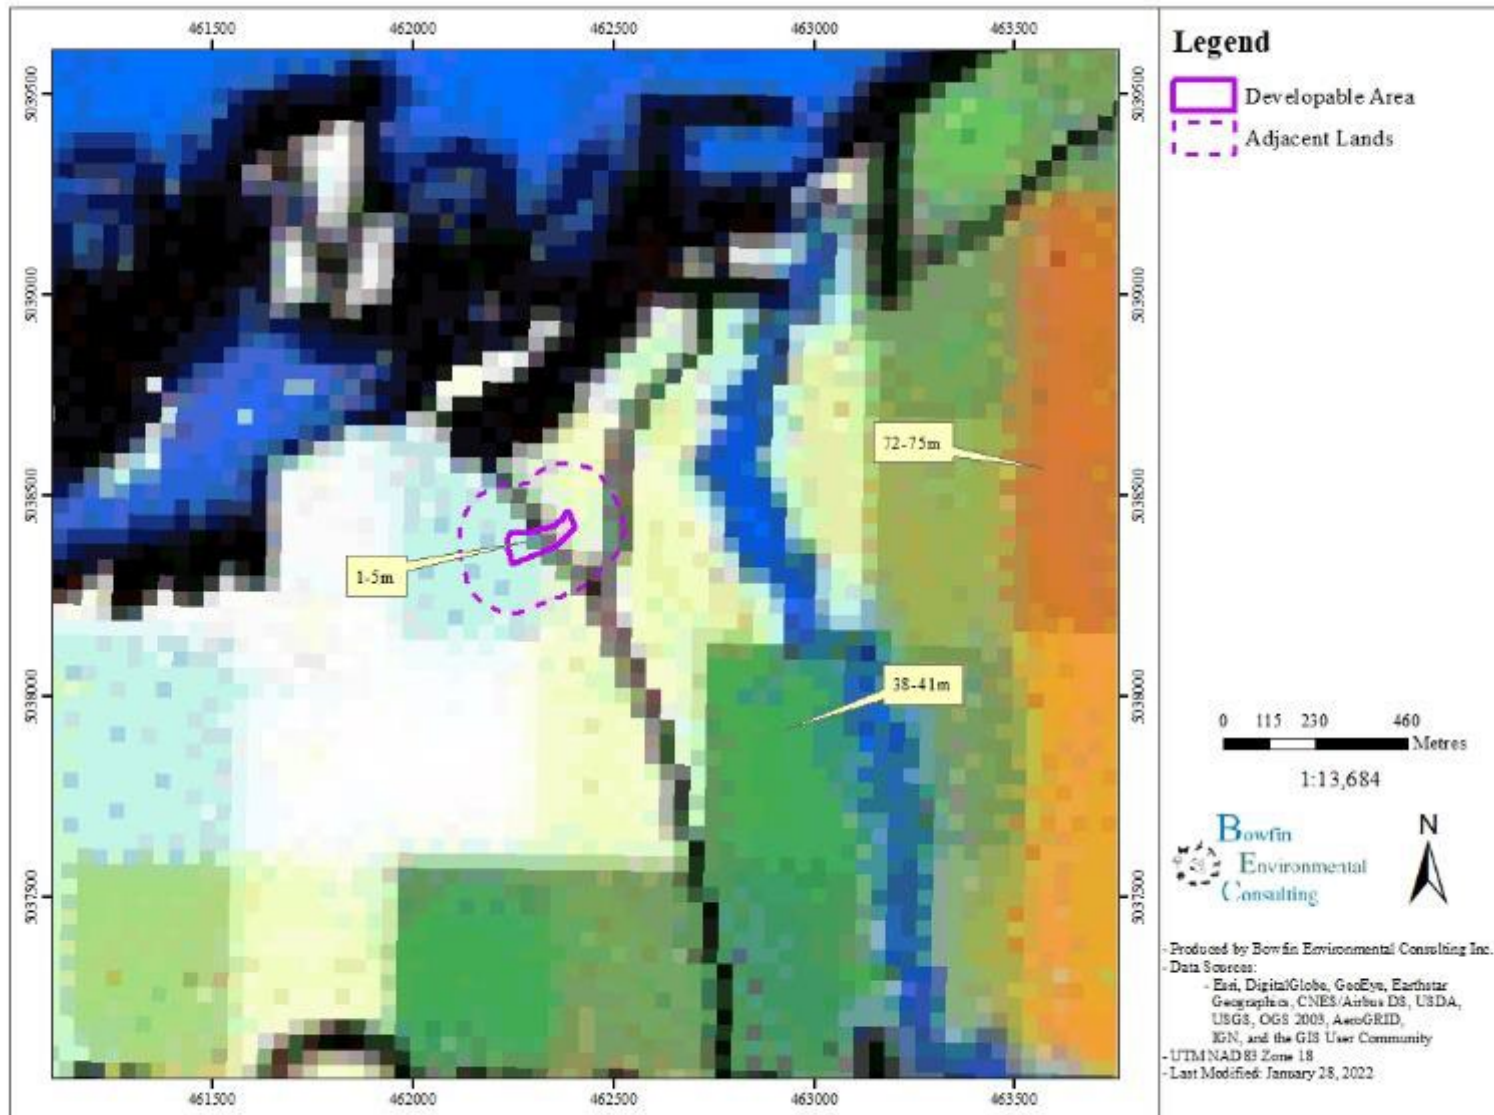 461500 462000 462500 463000 463500
5039500 5039500
5039000 5039000
5038500 5038500
5038000 5038000
5037500 5037500
461500 462000 462500 463000 463500
72-75m
1-5m
38-41m
Legend
Developable Area
Adjacent Lands
0 115 230 460
Metres
1:13,684
Bowfin
Environmental
Consulting
N
- Produced by Bowfin Environmental Consulting Inc.
- Data Sources:
- Esri, DigitalGlobe, GeoEye, Earthstar
Geographics, CNES/Airbus DS, USDA,
USGS, OGS 2003, AeroGRID,
IGN, and the GIS User Community
- UTM NAD 83 Zone 18
- Last Modified: January 28, 2022